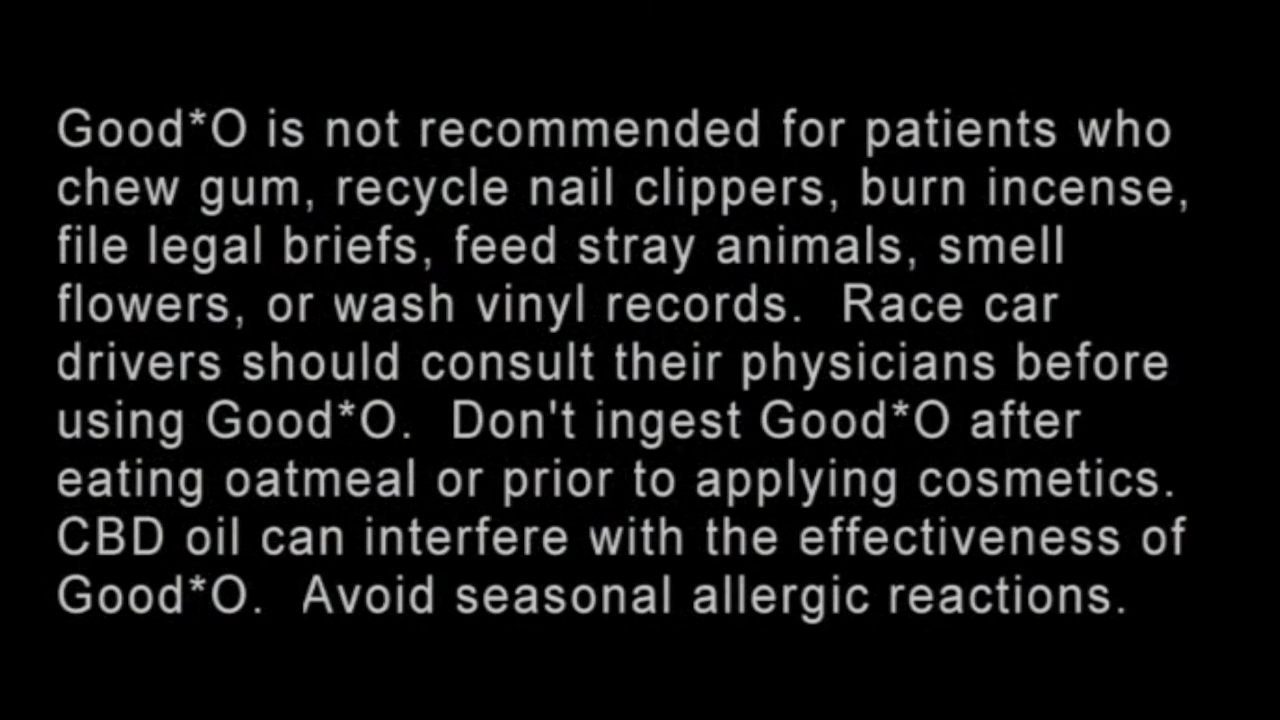 Good*O is not recommended for patients who
chew gum, recycle nail clippers, burn incense,
file legal briefs, feed stray animals, smell
flowers, or wash vinyl records.  Race car
drivers should consult their physicians before
using Good*O.  Don't ingest Good*O after
eating oatmeal or prior to applying cosmetics.
CBD oil can interfere with the effectiveness of
Good*O.  Avoid seasonal allergic reactions.